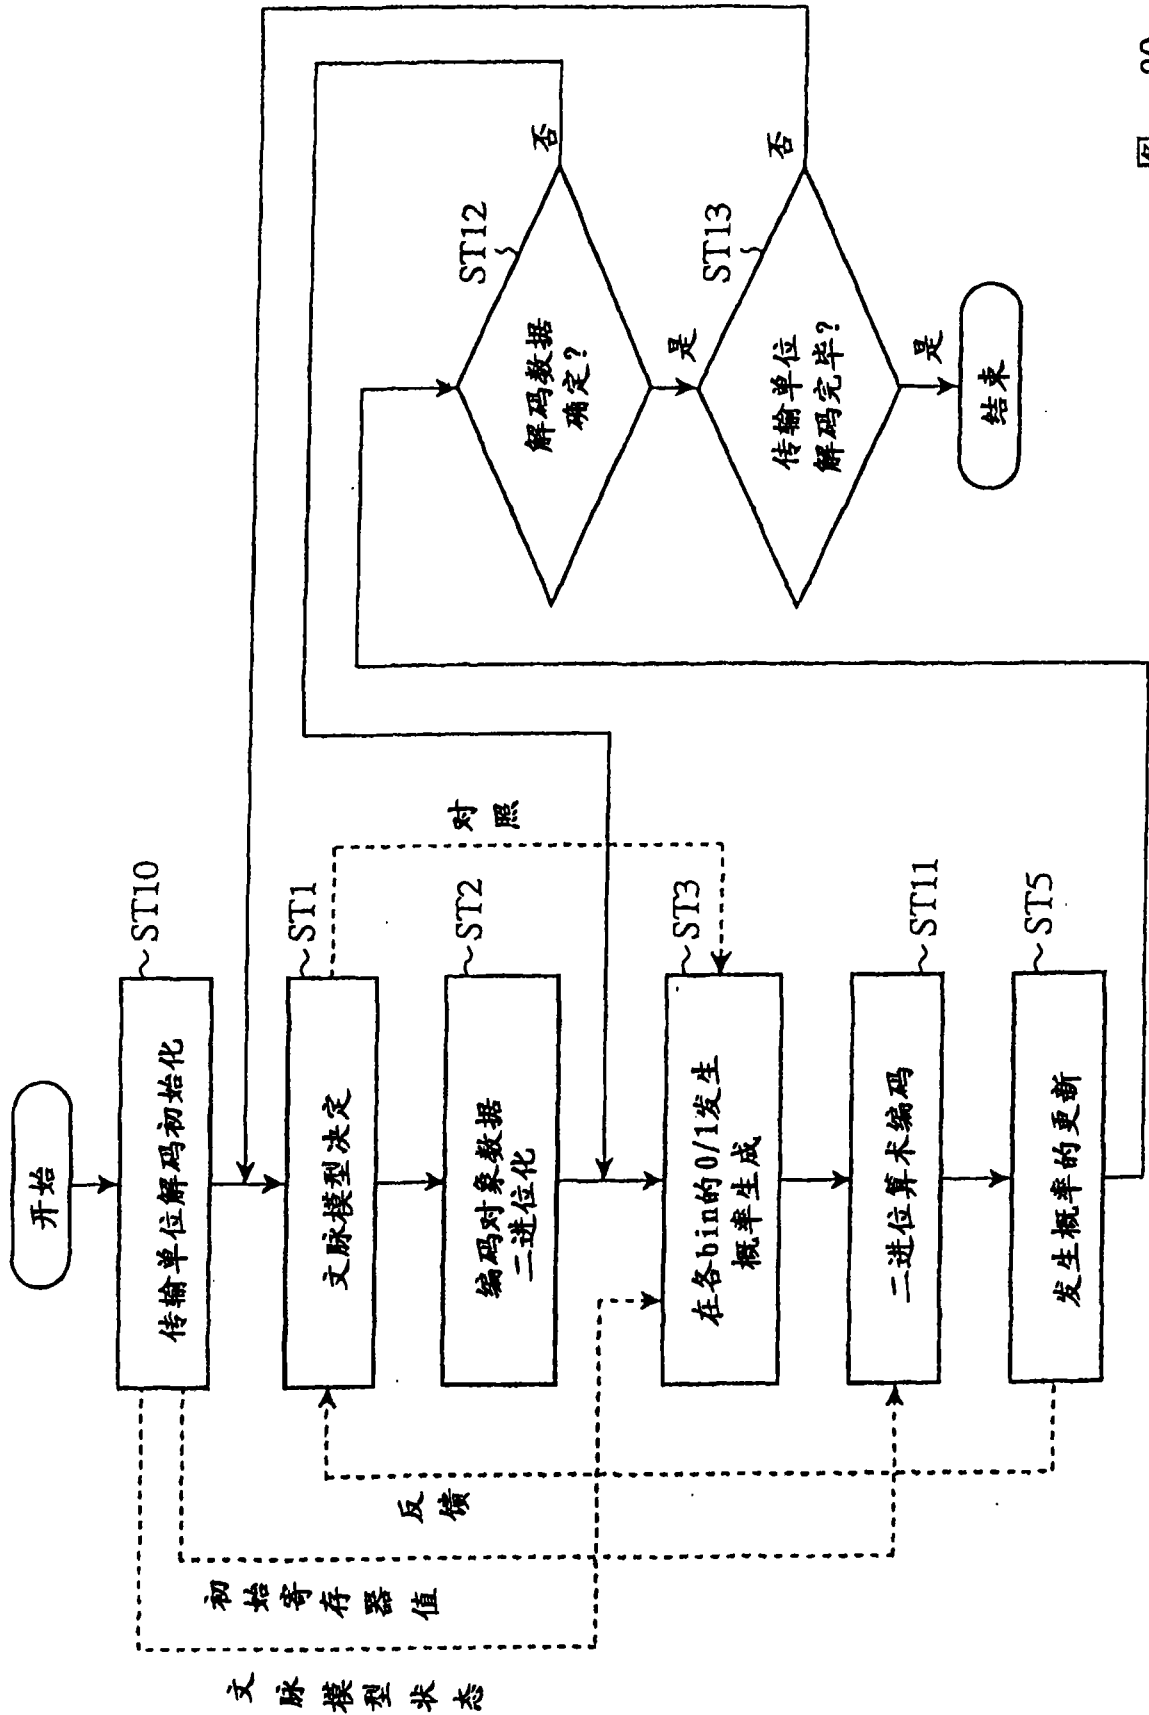 开始
传输单位解码初始化
ST10
文脉模型决定
ST1
编码对象数据
二进位化
ST2
在各bin的0/1发生
概率生成
ST3
二进位算术编码
ST11
发生概率的更新
ST5
对照
反馈
初始寄存器值
文脉模型状态
解码数据
确定?
ST12
否
是
传输单位
解码完毕?
ST13
否
是
结束
图